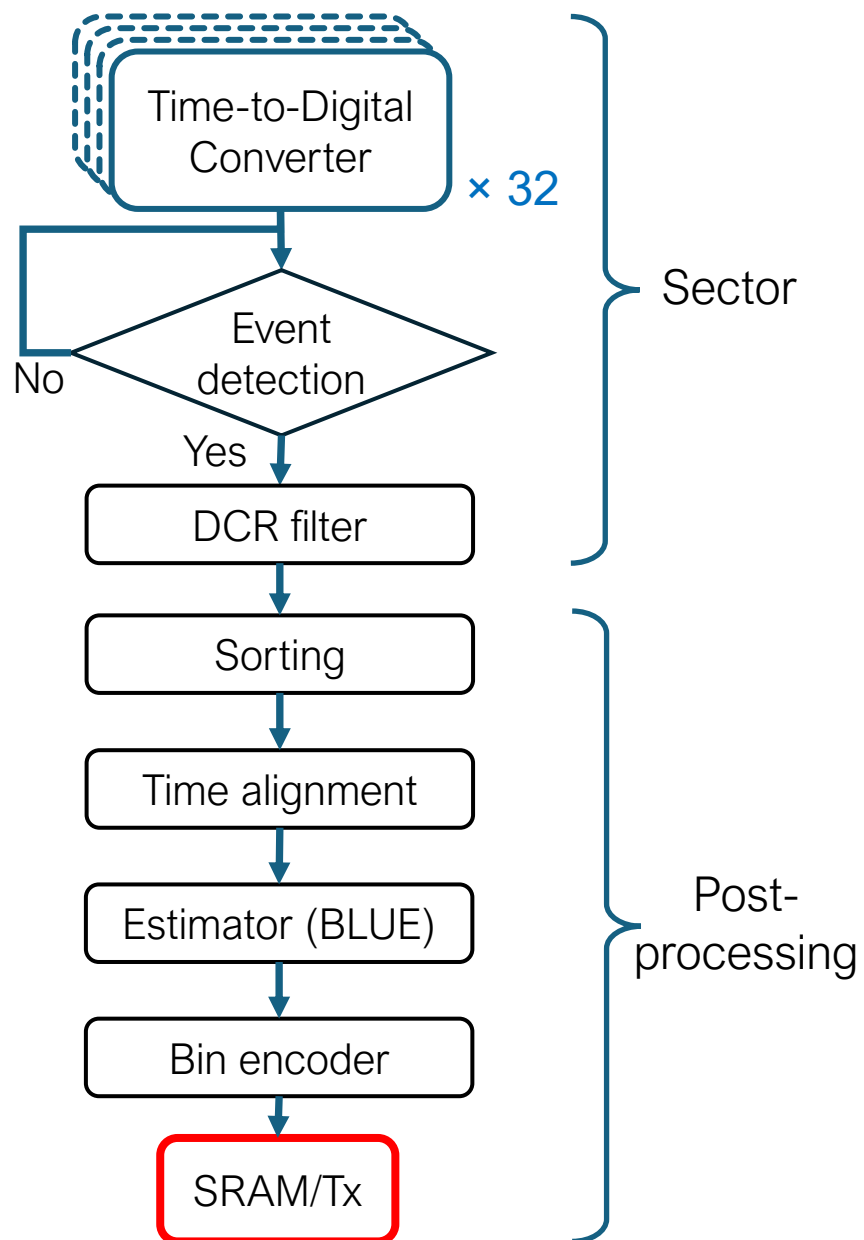 Time-to-Digital
Converter
× 32
Sector
Event
detection
No
Yes
DCR filter
Sorting
Time alignment
Post-
processing
Estimator (BLUE)
Bin encoder
SRAM/Tx